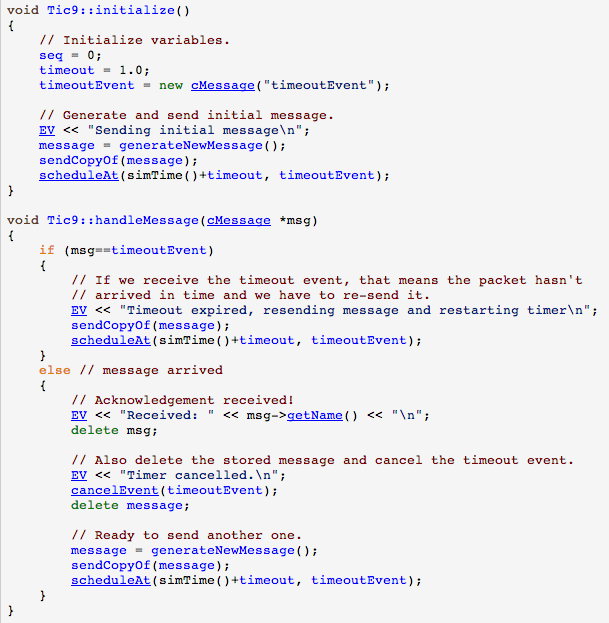 void Tic9::initialize()
{
    // Initialize variables.
    seq = 0;
    timeout = 1.0;
    timeoutEvent = new cMessage("timeoutEvent");

    // Generate and send initial message.
    EV << "Sending initial message\n";
    message = generateNewMessage();
    sendCopyOf(message);
    scheduleAt(simTime()+timeout, timeoutEvent);
}

void Tic9::handleMessage(cMessage *msg)
{
    if (msg==timeoutEvent)
    {
        // If we receive the timeout event, that means the packet hasn't
        // arrived in time and we have to re-send it.
        EV << "Timeout expired, resending message and restarting timer\n";
        sendCopyOf(message);
        scheduleAt(simTime()+timeout, timeoutEvent);
    }
    else // message arrived
    {
        // Acknowledgement received!
        EV << "Received: " << msg->getName() << "\n";
        delete msg;

        // Also delete the stored message and cancel the timeout event.
        EV << "Timer cancelled.\n";
        cancelEvent(timeoutEvent);
        delete message;

        // Ready to send another one.
        message = generateNewMessage();
        sendCopyOf(message);
        scheduleAt(simTime()+timeout, timeoutEvent);
    }
}